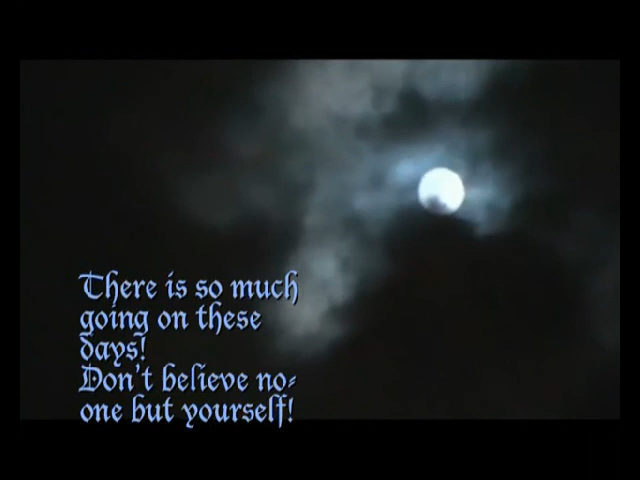 There is so much
going on these
days!
Don't believe no-
one but yourself!